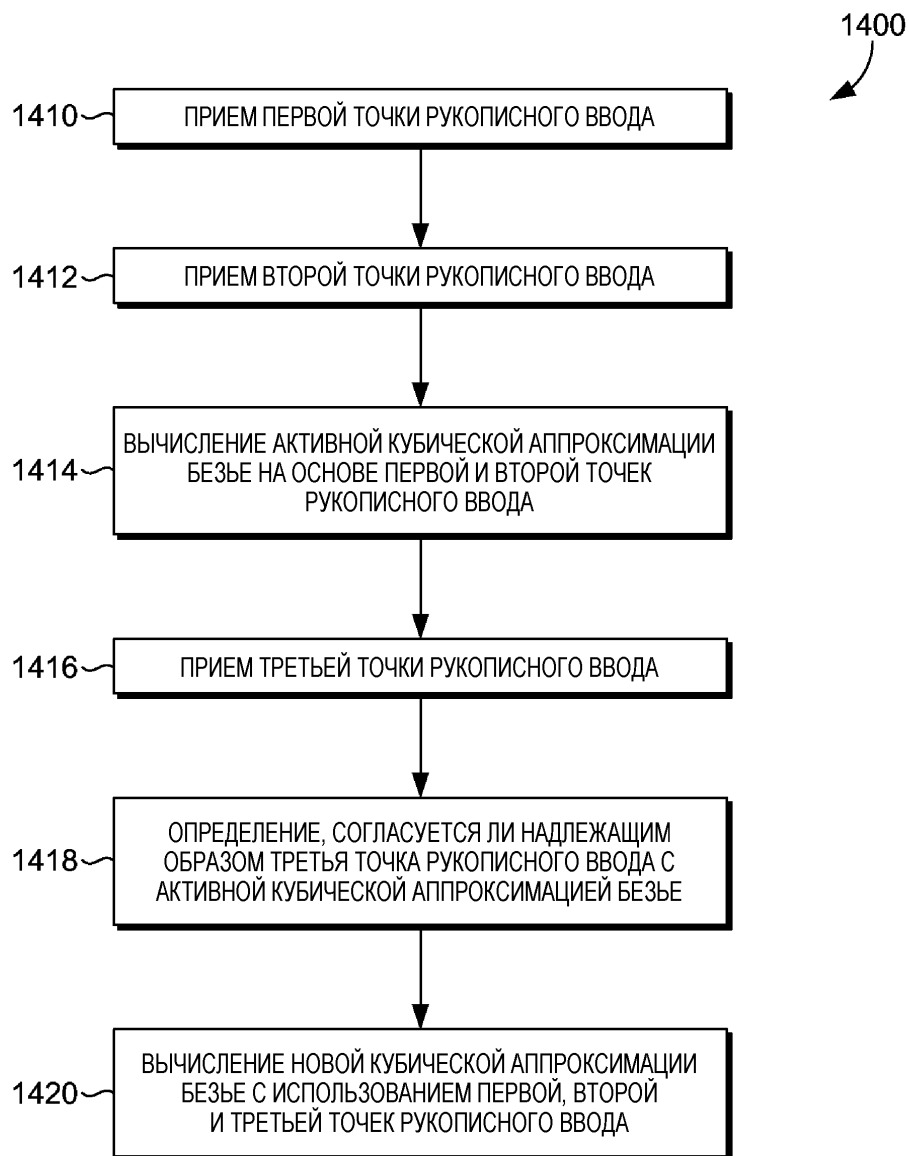 1400
1410
ПРИЕМ ПЕРВОЙ ТОЧКИ РУКОПИСНОГО ВВОДА
1412
ПРИЕМ ВТОРОЙ ТОЧКИ РУКОПИСНОГО ВВОДА
1414
ВЫЧИСЛЕНИЕ АКТИВНОЙ КУБИЧЕСКОЙ АППРОКСИМАЦИИ
БЕЗЬЕ НА ОСНОВЕ ПЕРВОЙ И ВТОРОЙ ТОЧЕК
РУКОПИСНОГО ВВОДА
1416
ПРИЕМ ТРЕТЬЕЙ ТОЧКИ РУКОПИСНОГО ВВОДА
1418
ОПРЕДЕЛЕНИЕ, СОГЛАСУЕТСЯ ЛИ НАДЛЕЖАЩИМ
ОБРАЗОМ ТРЕТЬЯ ТОЧКА РУКОПИСНОГО ВВОДА С
АКТИВНОЙ КУБИЧЕСКОЙ АППРОКСИМАЦИЕЙ БЕЗЬЕ
1420
ВЫЧИСЛЕНИЕ НОВОЙ КУБИЧЕСКОЙ АППРОКСИМАЦИИ
БЕЗЬЕ С ИСПОЛЬЗОВАНИЕМ ПЕРВОЙ, ВТОРОЙ
И ТРЕТЬЕЙ ТОЧЕК РУКОПИСНОГО ВВОДА